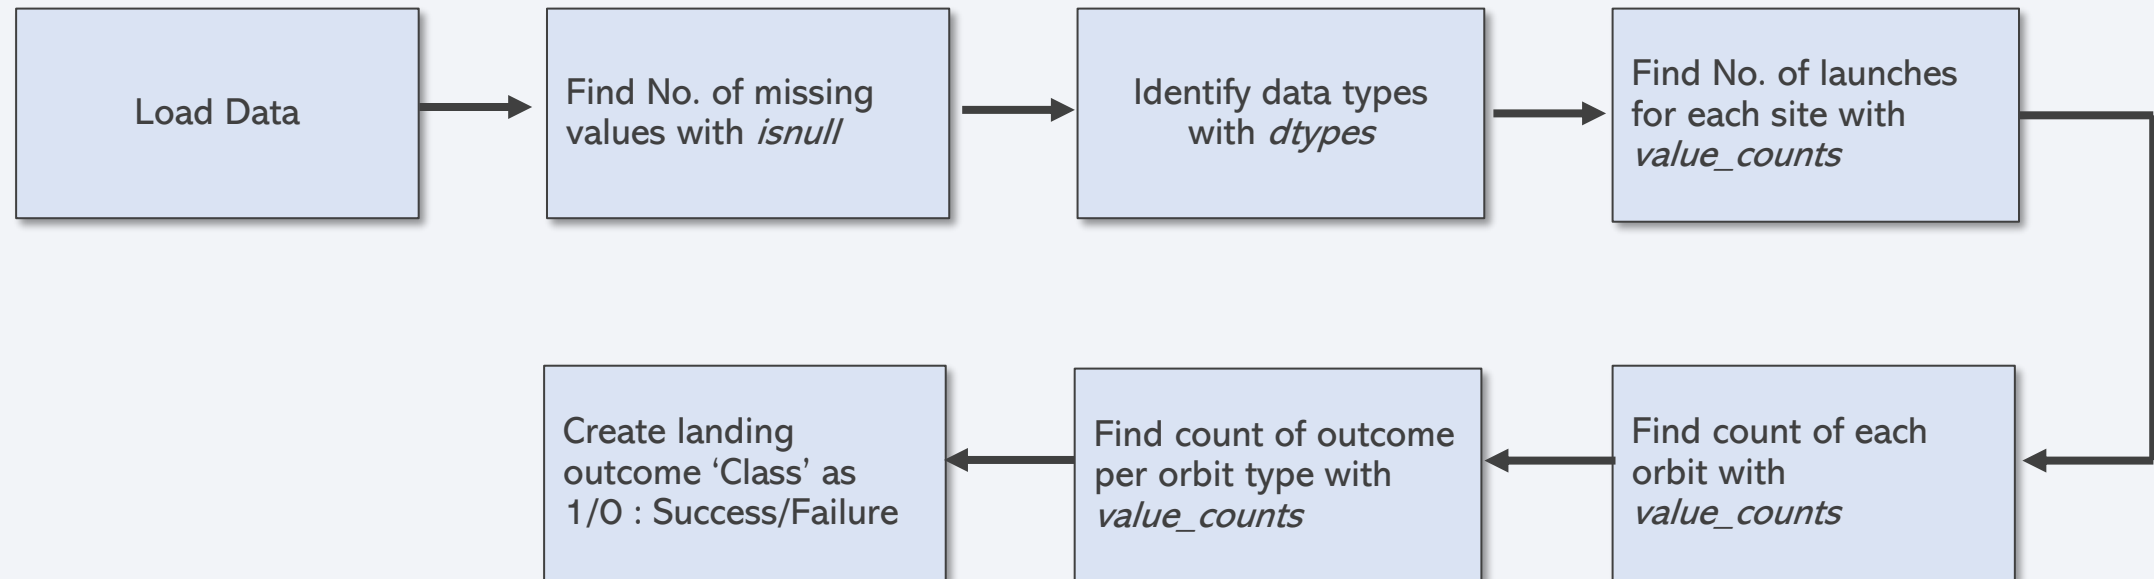 Load Data
Find No. of missing
values with isnull
Identify data types
with dtypes
Find No. of launches
for each site with
value_counts
Find count of each
orbit with
value_counts
Find count of outcome
per orbit type with
value_counts
Create landing
outcome ‘Class’ as
1/0 : Success/Failure